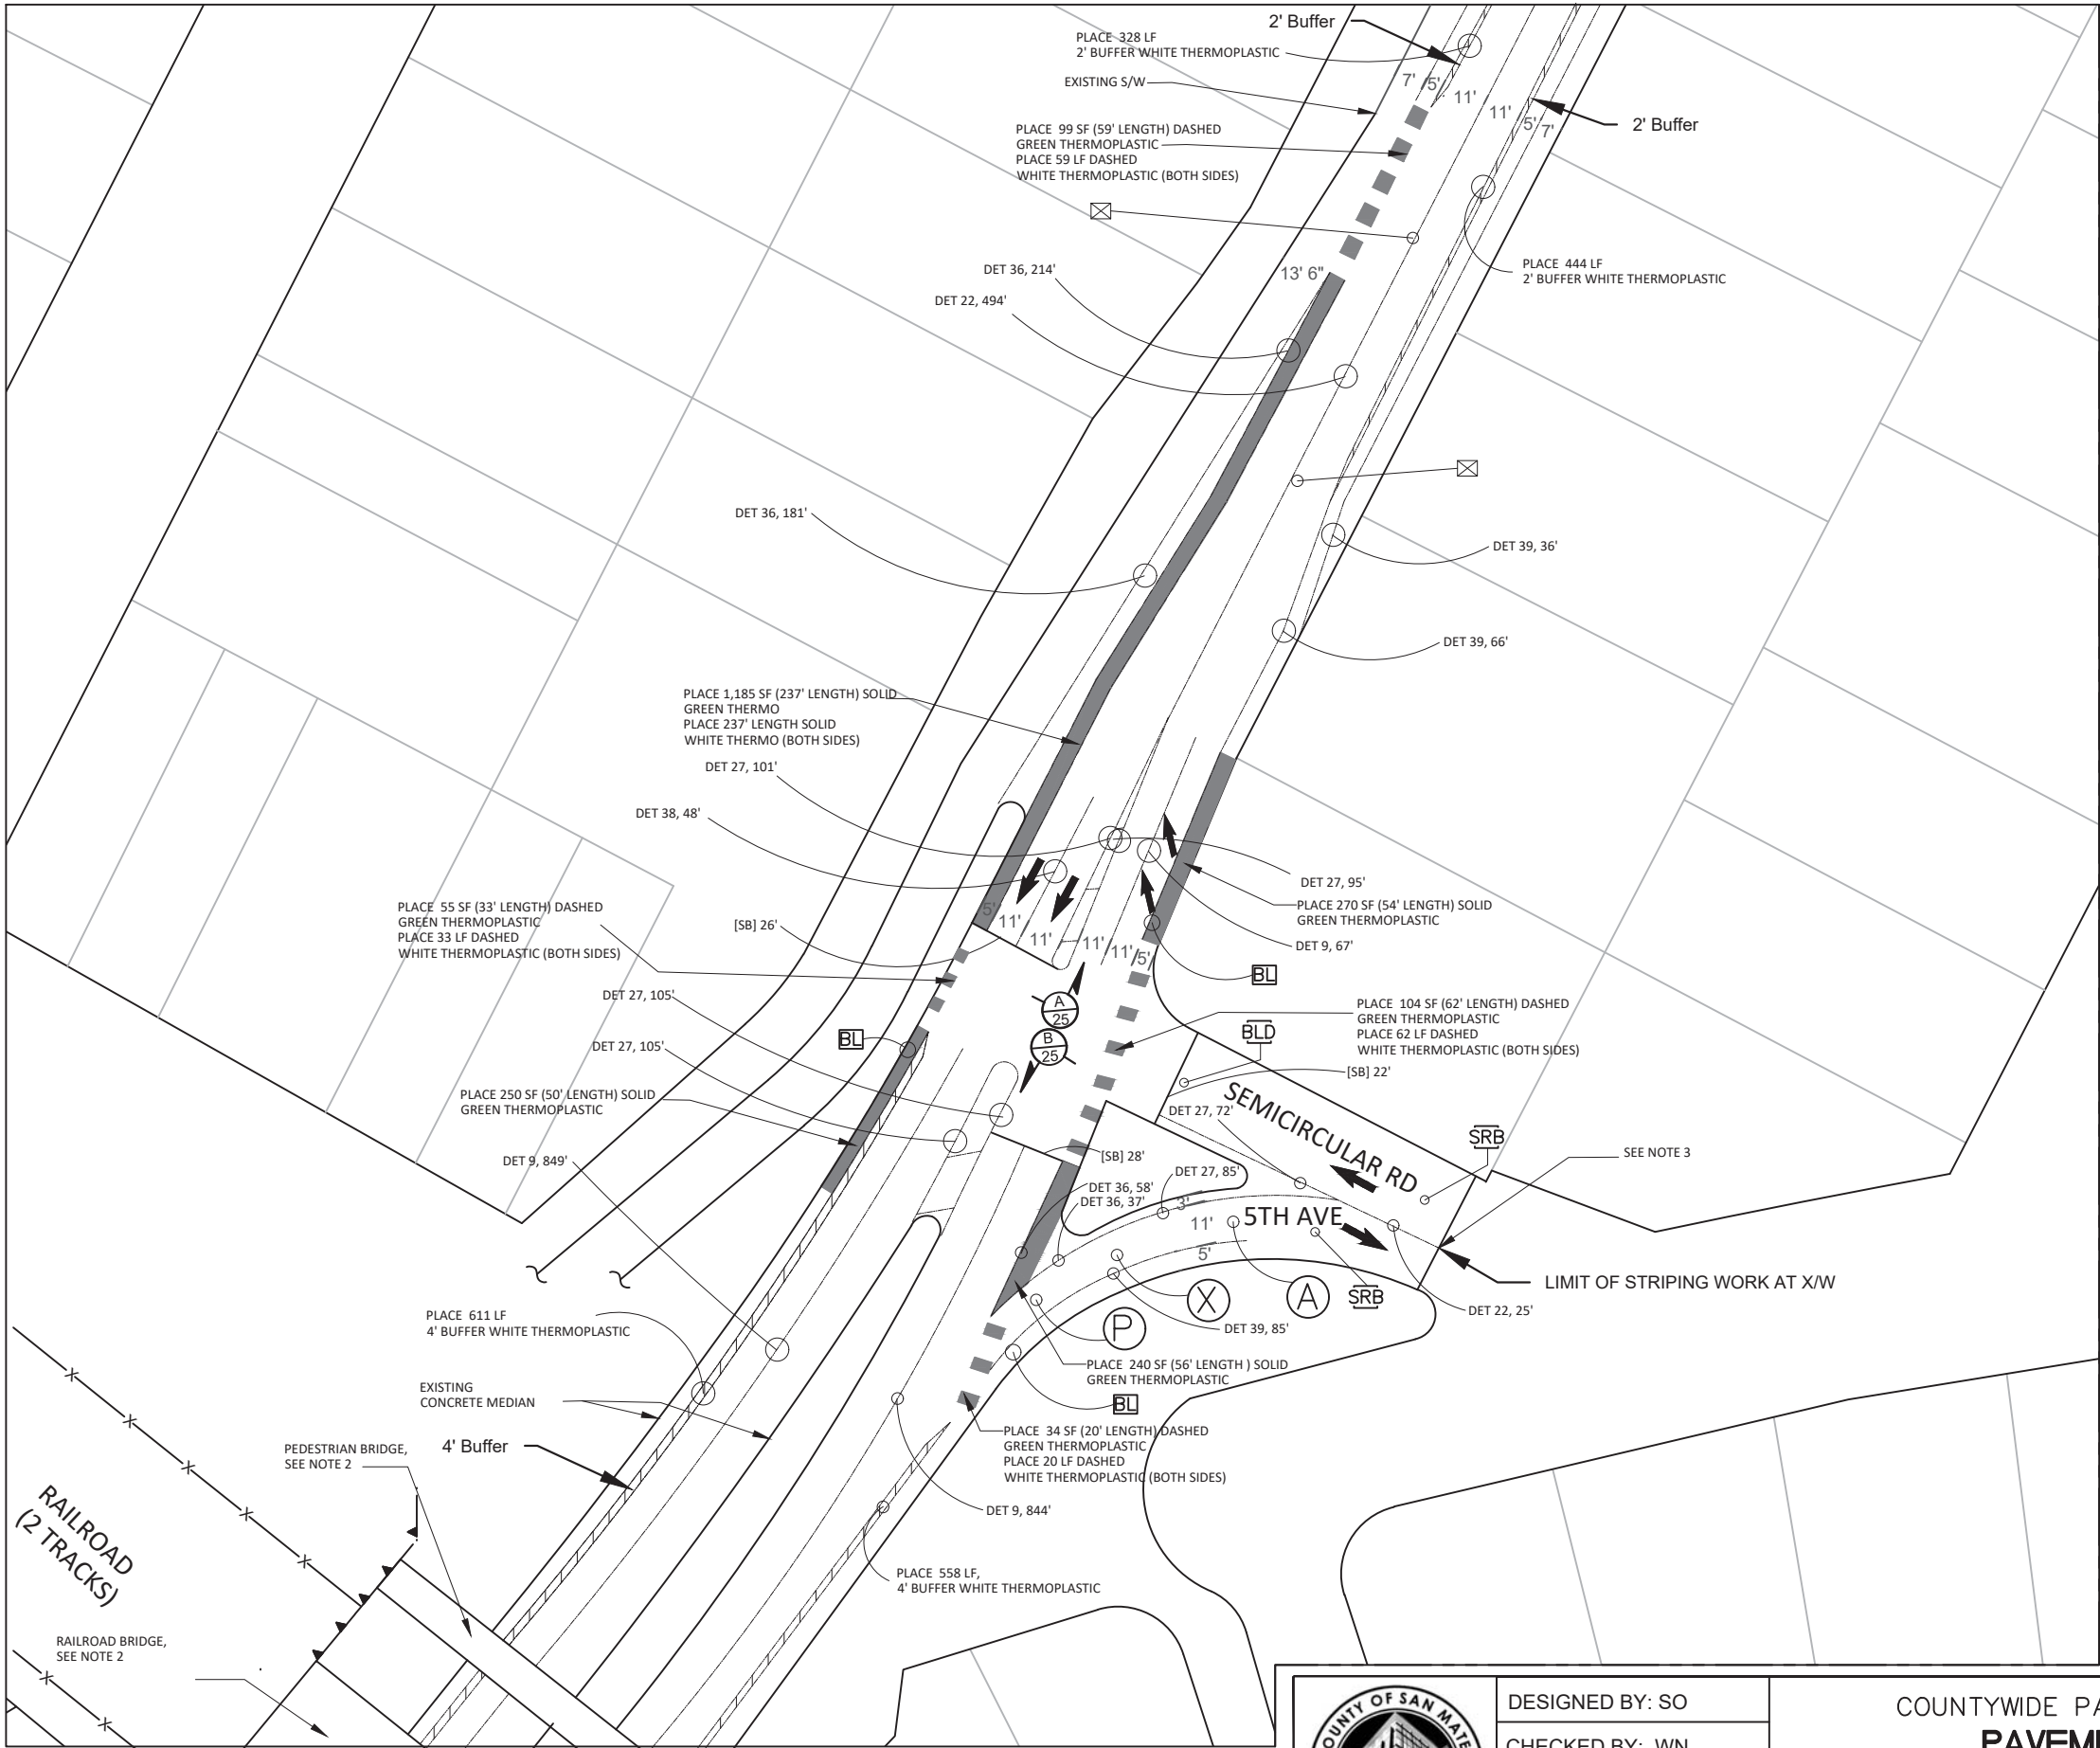 2' Buffer
PLACE  328 LF
2' BUFFER WHITE THERMOPLASTIC
EXISTING S/W
7'
5'
11'
11'
5'
7'
2' Buffer
PLACE  99 SF (59' LENGTH) DASHED
GREEN THERMOPLASTIC
PLACE 59 LF DASHED
WHITE THERMOPLASTIC (BOTH SIDES)
DET 36, 214'
13' 6"
PLACE  444 LF
2' BUFFER WHITE THERMOPLASTIC
DET 22, 494'
DET 36, 181'
DET 39, 36'
DET 39, 66'
PLACE 1,185 SF (237' LENGTH) SOLID
GREEN THERMO
PLACE 237' LENGTH SOLID
WHITE THERMO (BOTH SIDES)
DET 27, 101'
DET 38, 48'
DET 27, 95'
PLACE 270 SF (54' LENGTH) SOLID
GREEN THERMOPLASTIC
PLACE  55 SF (33' LENGTH) DASHED
GREEN THERMOPLASTIC
PLACE 33 LF DASHED
WHITE THERMOPLASTIC (BOTH SIDES)
[SB] 26'
5'
11'
11'
11'
11'
5'
DET 9, 67'
BL
DET 27, 105'
A
25
B
25
PLACE  104 SF (62' LENGTH) DASHED
GREEN THERMOPLASTIC
PLACE 62 LF DASHED
WHITE THERMOPLASTIC (BOTH SIDES)
BL
BLD
DET 27, 105'
[SB] 22'
PLACE 250 SF (50' LENGTH) SOLID
GREEN THERMOPLASTIC
DET 27, 72'
SEMICIRCULAR RD
SRB
SEE NOTE 3
DET 9, 849'
[SB] 28'
DET 27, 85'
DET 36, 58'
DET 36, 37'
3'
11'
5TH AVE
5'
LIMIT OF STRIPING WORK AT X/W
X
A
SRB
P
DET 22, 25'
DET 39, 85'
PLACE  611 LF
4' BUFFER WHITE THERMOPLASTIC
PLACE  240 SF (56' LENGTH ) SOLID
GREEN THERMOPLASTIC
EXISTING
CONCRETE MEDIAN
BL
PLACE  34 SF (20' LENGTH) DASHED
GREEN THERMOPLASTIC
PLACE 20 LF DASHED
WHITE THERMOPLASTIC (BOTH SIDES)
4' Buffer
PEDESTRIAN BRIDGE,
SEE NOTE 2
DET 9, 844'
RAILROAD
(2 TRACKS)
PLACE  558 LF,
4' BUFFER WHITE THERMOPLASTIC
RAILROAD BRIDGE,
SEE NOTE 2
OUNTY OF SAN MATE
DESIGNED BY: SO
CHECKED BY: WN
COUNTYWIDE PA
PAVEM